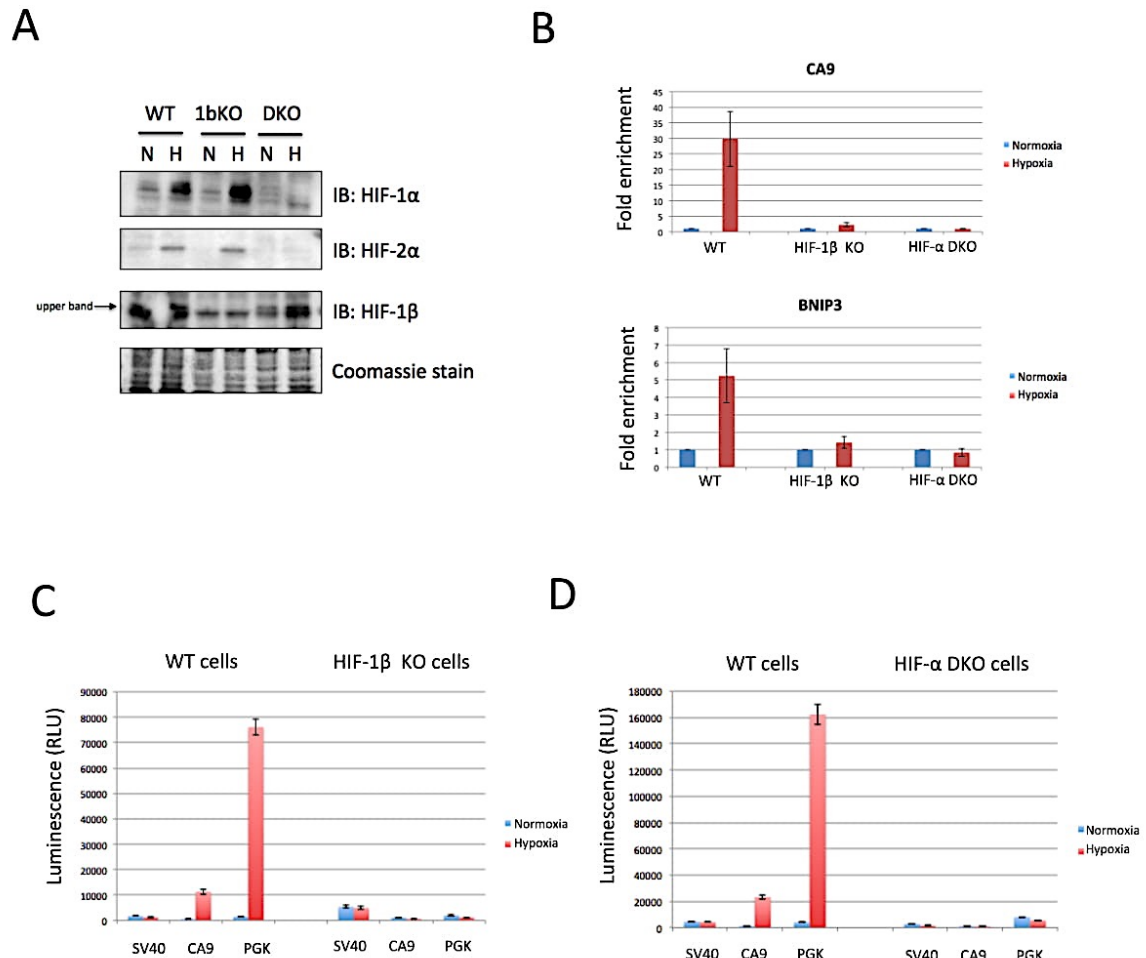 A
WT 1bKO DKO
N H N H N H
IB: HIF-1α
IB: HIF-2α
upper band
IB: HIF-1β
Coomassie stain
B
CA9
Fold enrichment
45
40
35
30
25
20
15
10
5
0
WT HIF-1β KO HIF-α DKO
Normoxia
Hypoxia
BNIP3
Fold enrichment
8
7
6
5
4
3
2
1
0
WT HIF-1β KO HIF-α DKO
Normoxia
Hypoxia
C
WT cells HIF-1β KO cells
Luminescence (RLU)
90000
80000
70000
60000
50000
40000
30000
20000
10000
0
SV40 CA9 PGK SV40 CA9 PGK
Normoxia
Hypoxia
D
WT cells HIF-α DKO cells
Luminescence (RLU)
180000
160000
140000
120000
100000
80000
60000
40000
20000
0
SV40 CA9 PGK SV40 CA9 PGK
Normoxia
Hypoxia